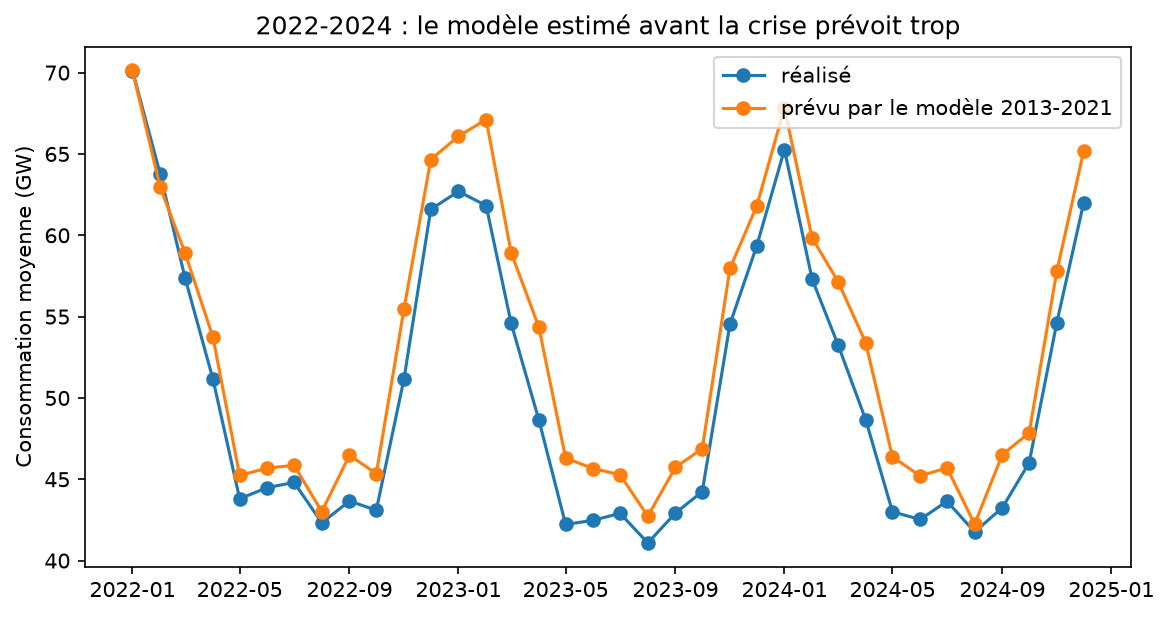 2022-2024 : le modèle estimé avant la crise prévoit trop
réalisé
prévu par le modèle 2013-2021
Consommation moyenne (GW)
70
65
60
55
50
45
40
2022-01 2022-05 2022-09 2023-01 2023-05 2023-09 2024-01 2024-05 2024-09 2025-01